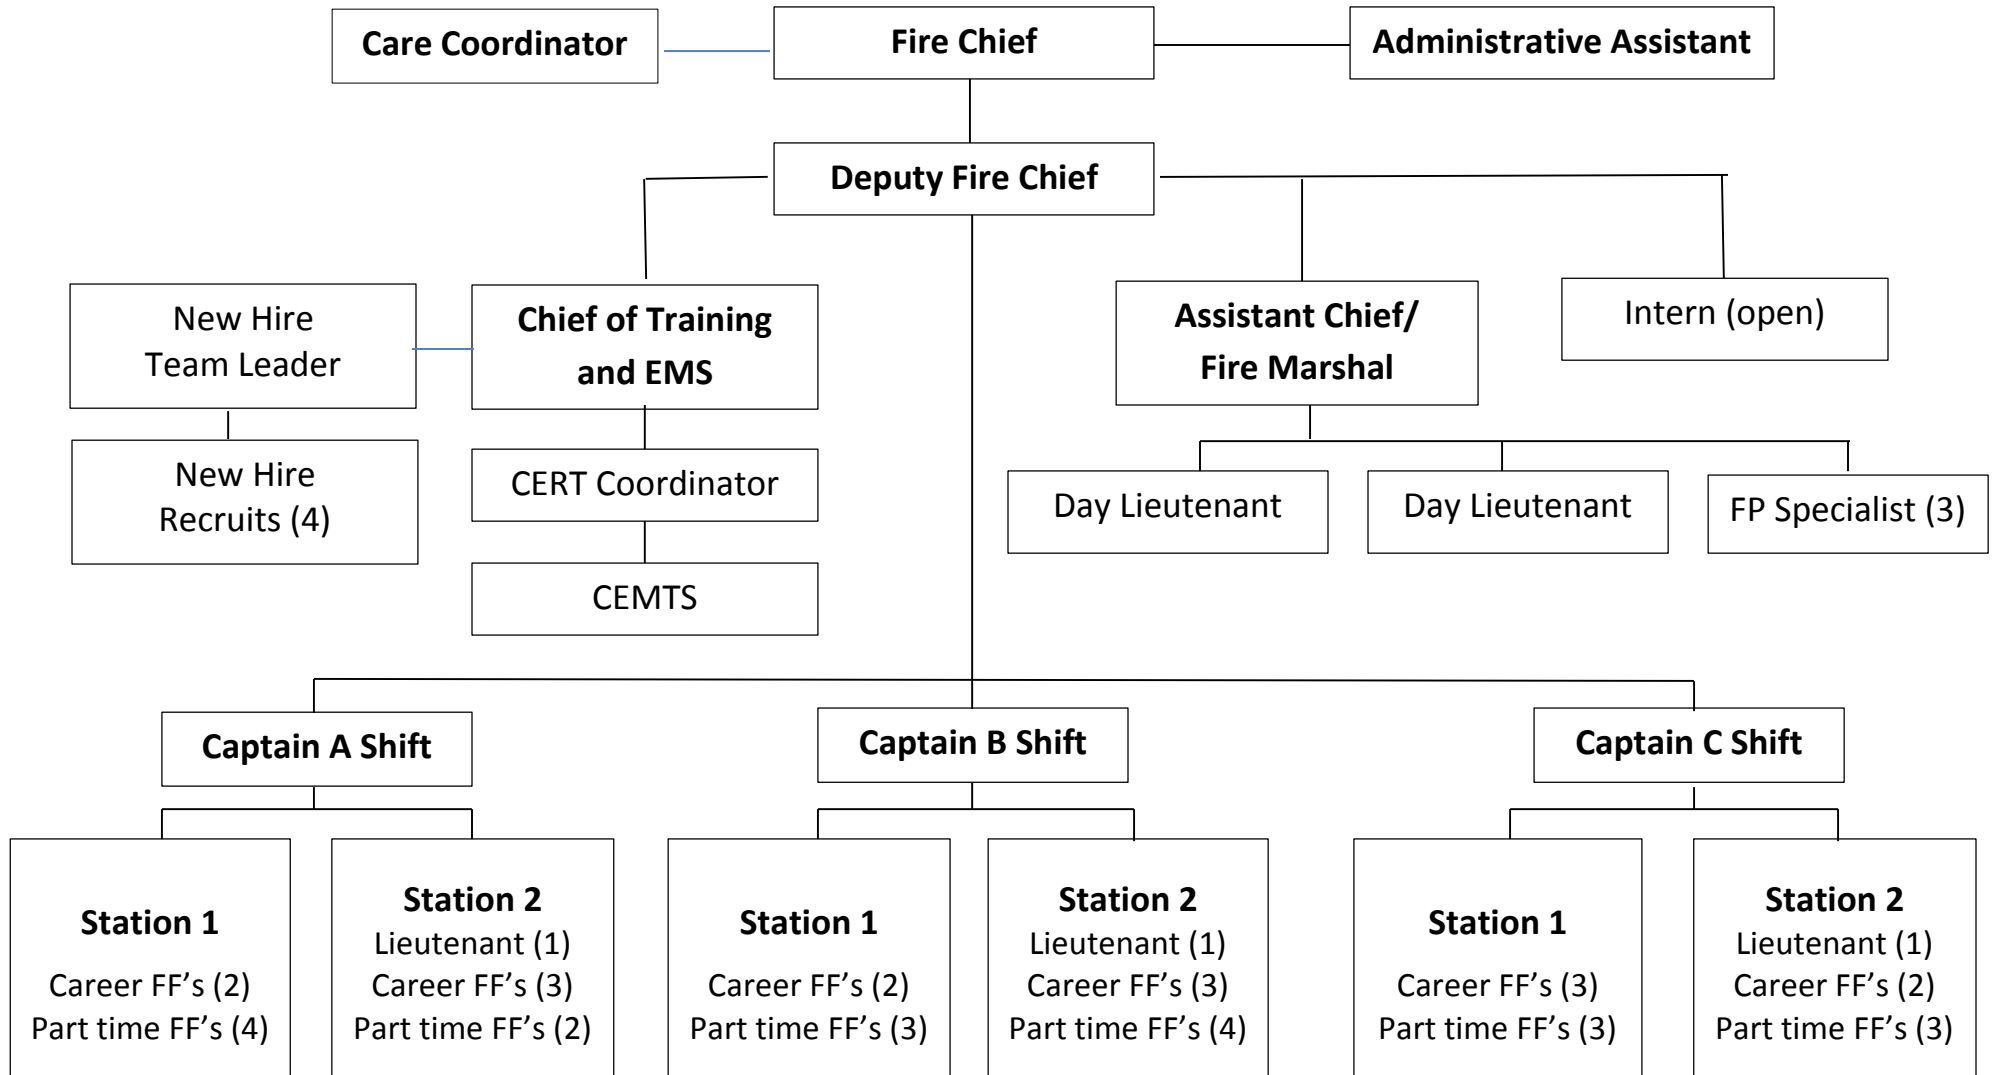 Care Coordinator
Fire Chief
Administrative Assistant
Deputy Fire Chief
New Hire
Team Leader
Chief of Training
and EMS
Assistant Chief/
Fire Marshal
Intern (open)
New Hire
Recruits (4)
CERT Coordinator
CEMTS
Day Lieutenant
Day Lieutenant
FP Specialist (3)
Captain A Shift
Captain B Shift
Captain C Shift
Station 1
Career FF’s (2)
Part time FF’s (4)
Station 2
Lieutenant (1)
Career FF’s (3)
Part time FF’s (2)
Station 1
Career FF’s (2)
Part time FF’s (3)
Station 2
Lieutenant (1)
Career FF’s (3)
Part time FF’s (4)
Station 1
Career FF’s (3)
Part time FF’s (3)
Station 2
Lieutenant (1)
Career FF’s (2)
Part time FF’s (3)